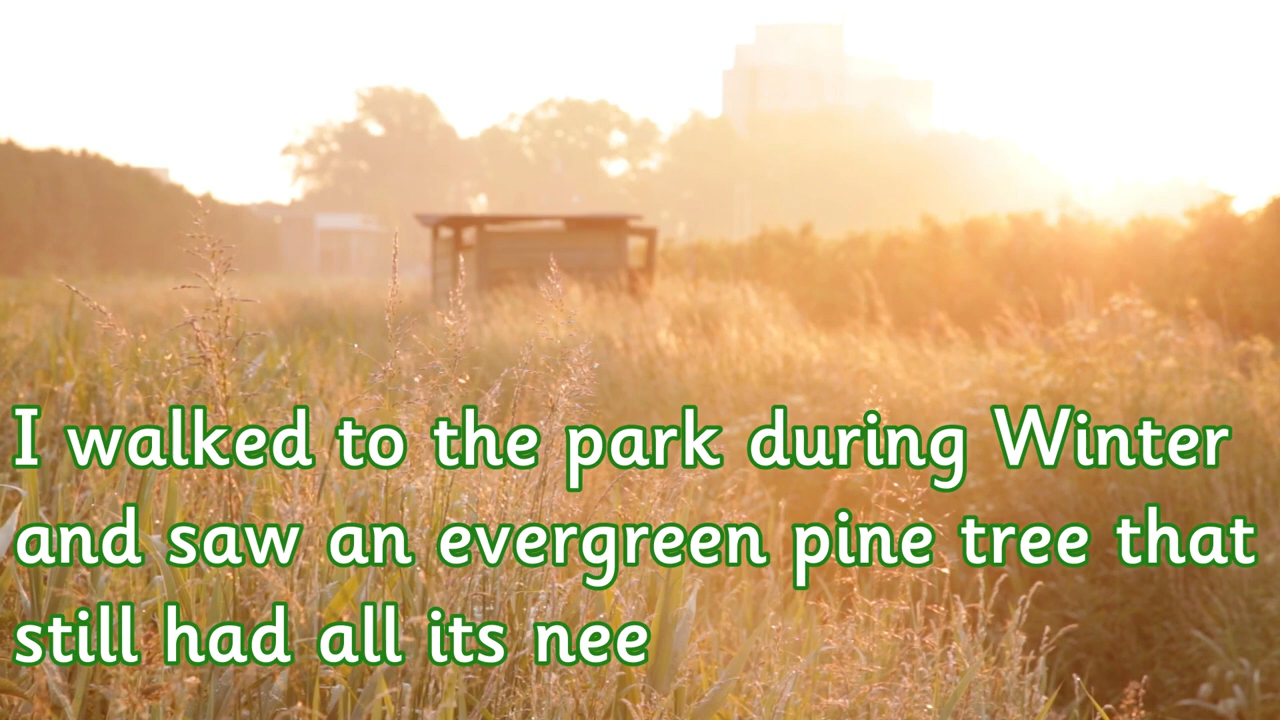 I walked to the park during Winter
and saw an evergreen pine tree that
still had all its nee